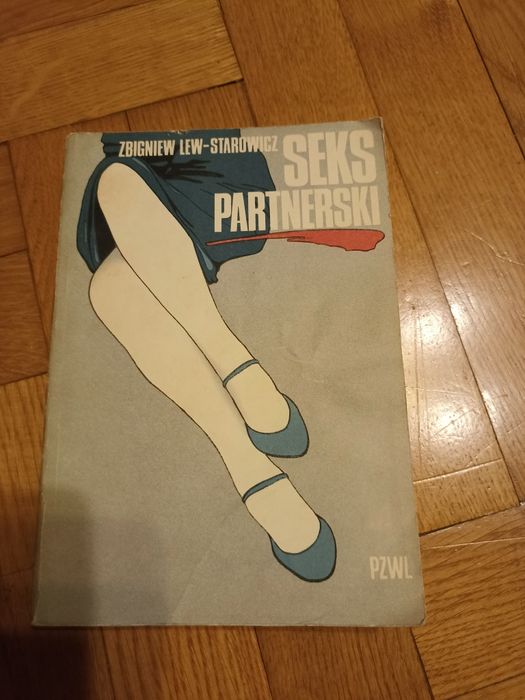 ZBIGNIEW LEW-STAROWICZ
SEKS
PARTNERSKI
PZWL